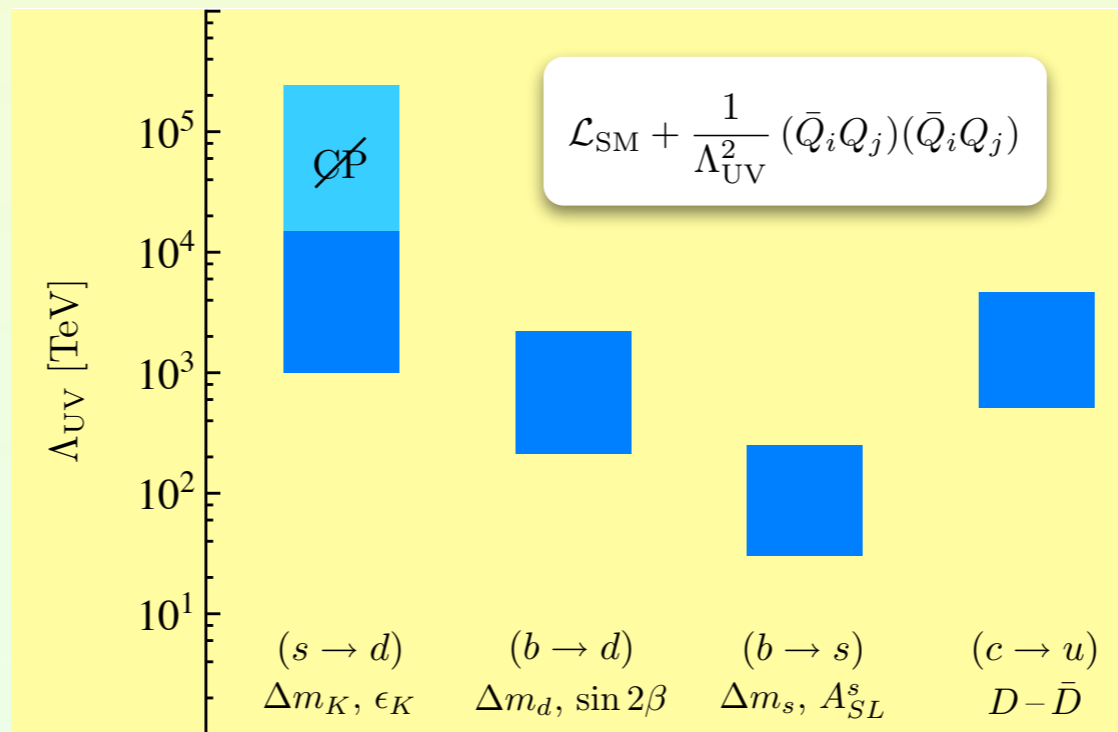 Λ_UV [TeV]
10^5
10^4
10^3
10^2
10^1
C̸P̸
ℒ_SM + 1/Λ²_UV (Q̄_i Q_j)(Q̄_i Q_j)
(s → d)
Δm_K, ϵ_K
(b → d)
Δm_d, sin 2β
(b → s)
Δm_s, A^s_SL
(c → u)
D – D̄